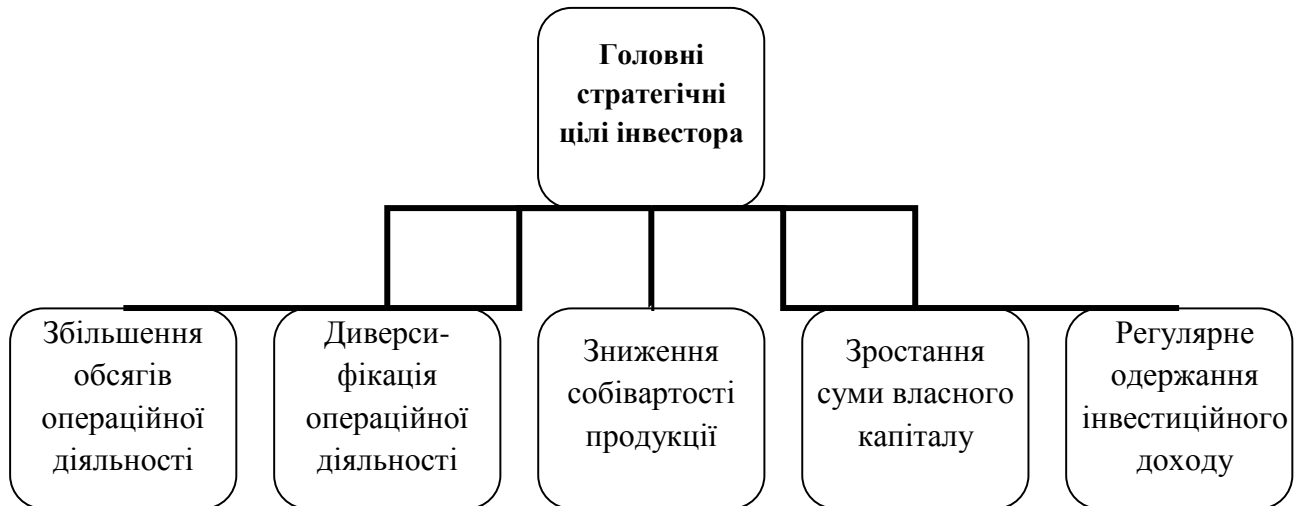 Головні
стратегічні
цілі інвестора
Збільшення
обсягів
операційної
діяльності
Диверси-
фікація
операційної
діяльності
Зниження
собівартості
продукції
Зростання
суми власного
капіталу
Регулярне
одержання
інвестиційного
доходу